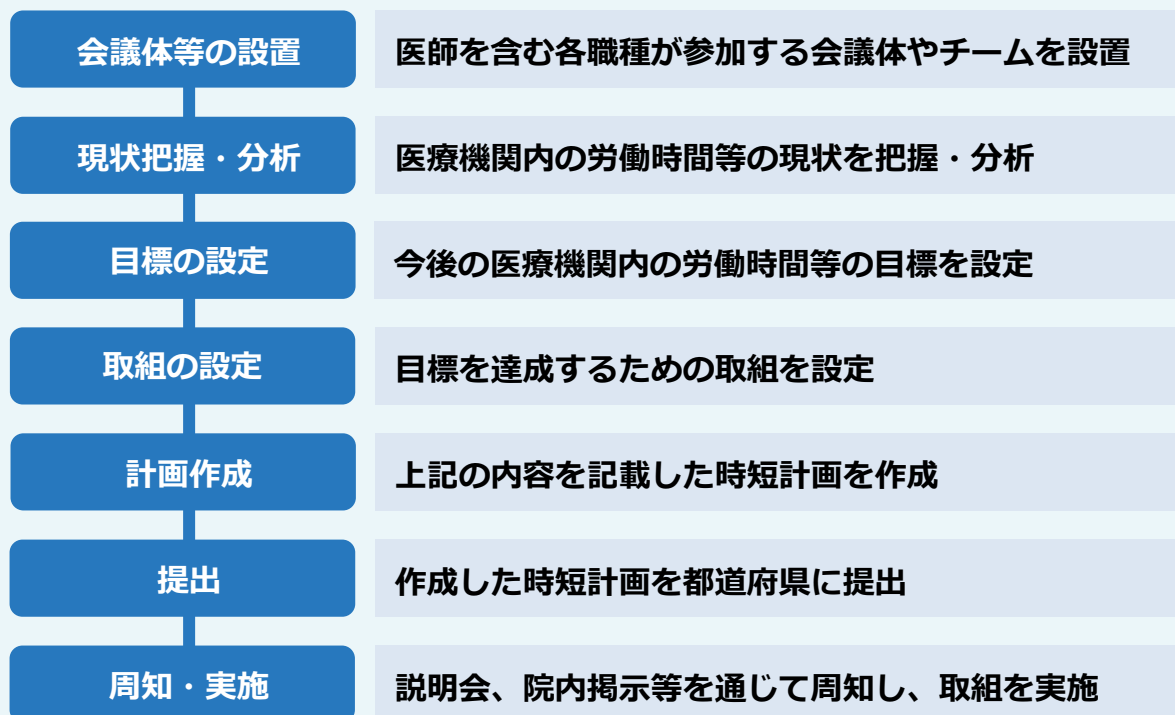 会議体等の設置
医師を含む各職種が参加する会議体やチームを設置
現状把握・分析
医療機関内の労働時間等の現状を把握・分析
目標の設定
今後の医療機関内の労働時間等の目標を設定
取組の設定
目標を達成するための取組を設定
計画作成
上記の内容を記載した時短計画を作成
提出
作成した時短計画を都道府県に提出
周知・実施
説明会、院内掲示等を通じて周知し、取組を実施